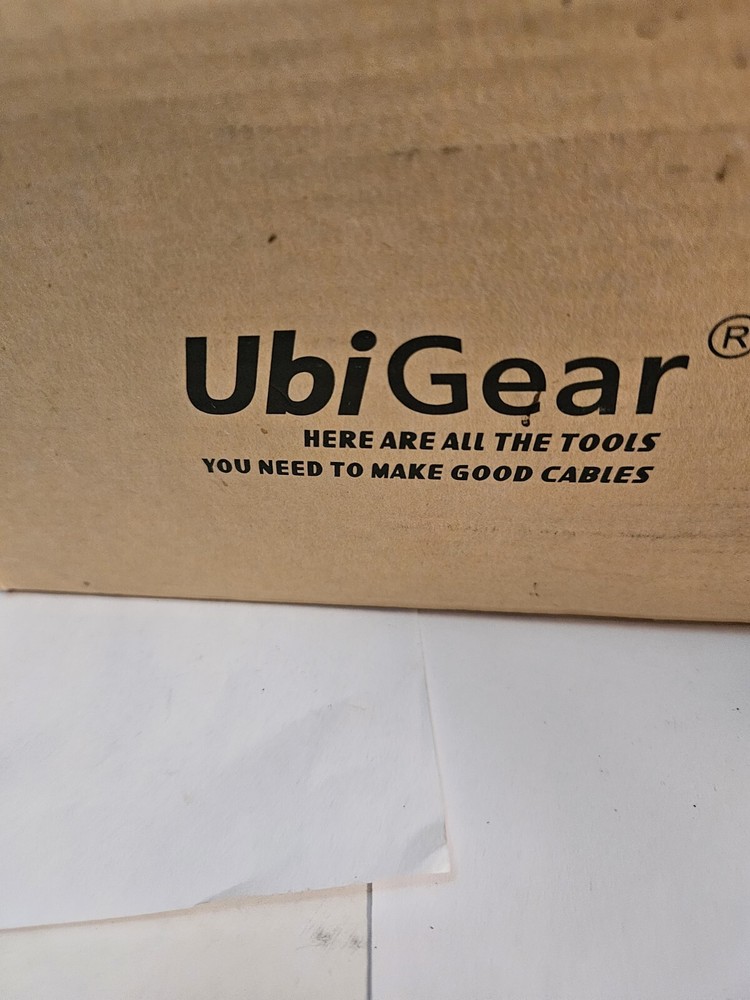 UbiGear ®
HERE ARE ALL THE TOOLS
YOU NEED TO MAKE GOOD CABLES